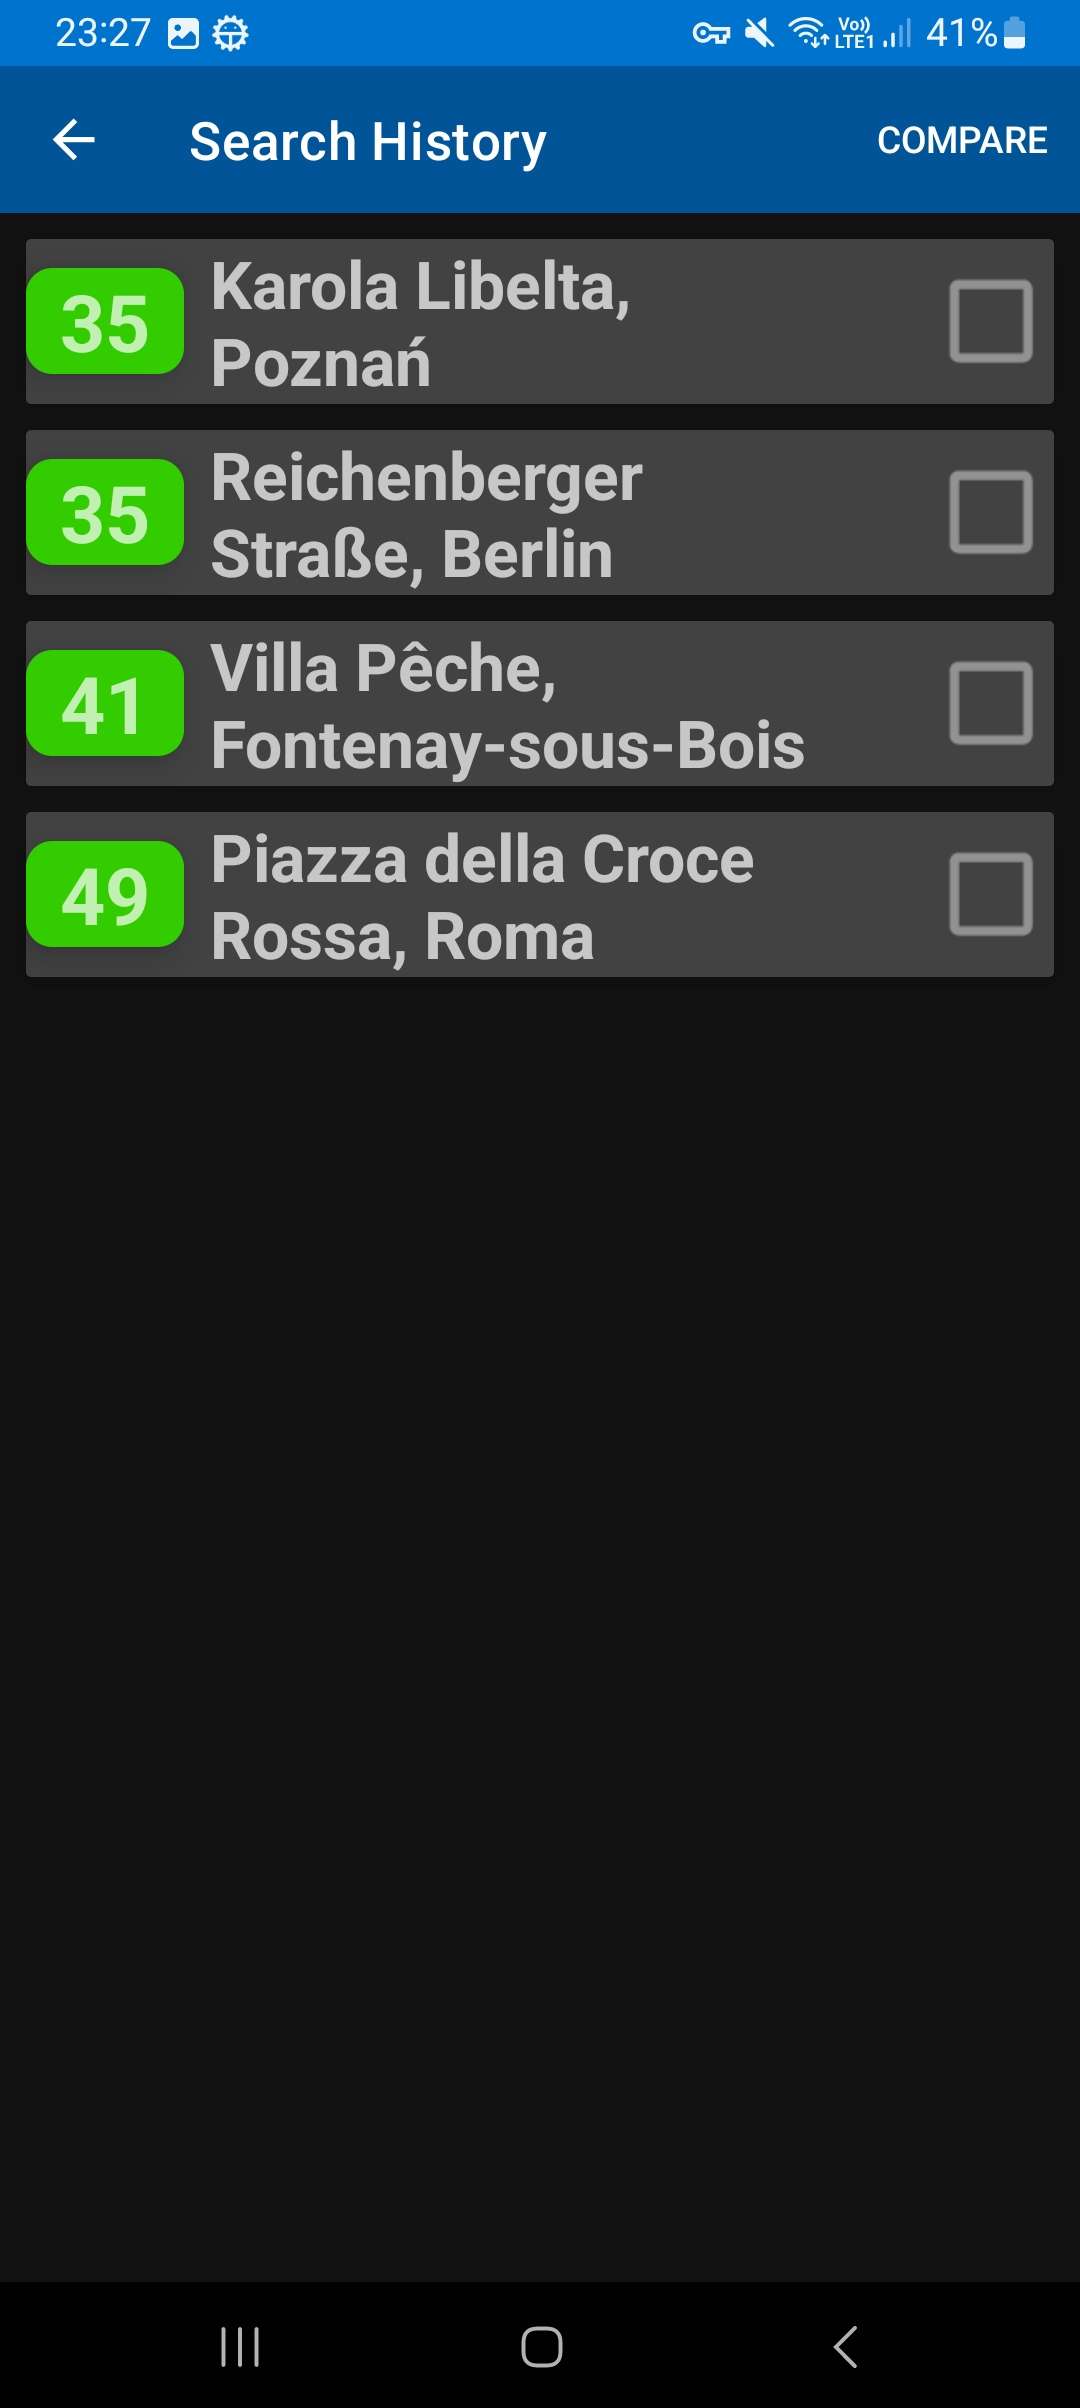 23:27
Vo))
LTE1
41%
Search History
COMPARE
35
Karola Libelta,
Poznań
35
Reichenberger
Straße, Berlin
41
Villa Pêche,
Fontenay-sous-Bois
49
Piazza della Croce
Rossa, Roma